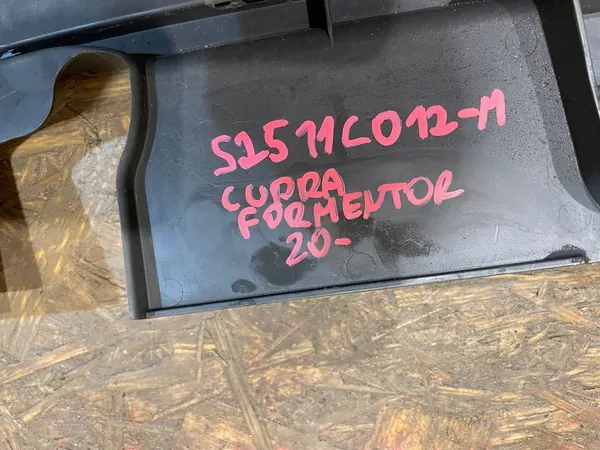 S2511C012-M
CUPRA
FORMENTOR
20-